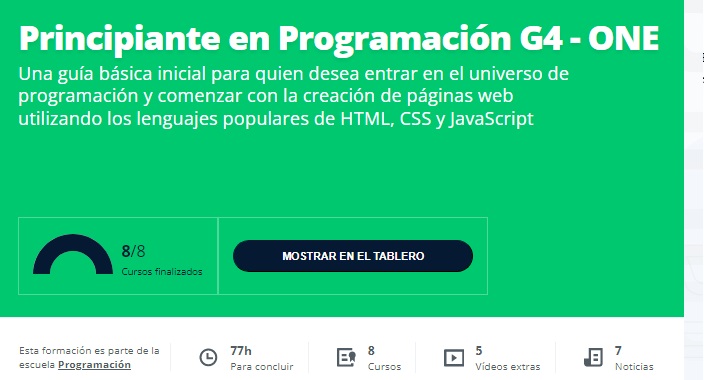 Principiante en Programación G4 - ONE
Una guía básica inicial para quien desea entrar en el universo de
programación y comenzar con la creación de páginas web
utilizando los lenguajes populares de HTML, CSS y JavaScript
8/8
Cursos finalizados
MOSTRAR EN EL TABLERO
Esta formación es parte de la
escuela Programación
77h
Para concluir
8
Cursos
5
Vídeos extras
7
Noticias